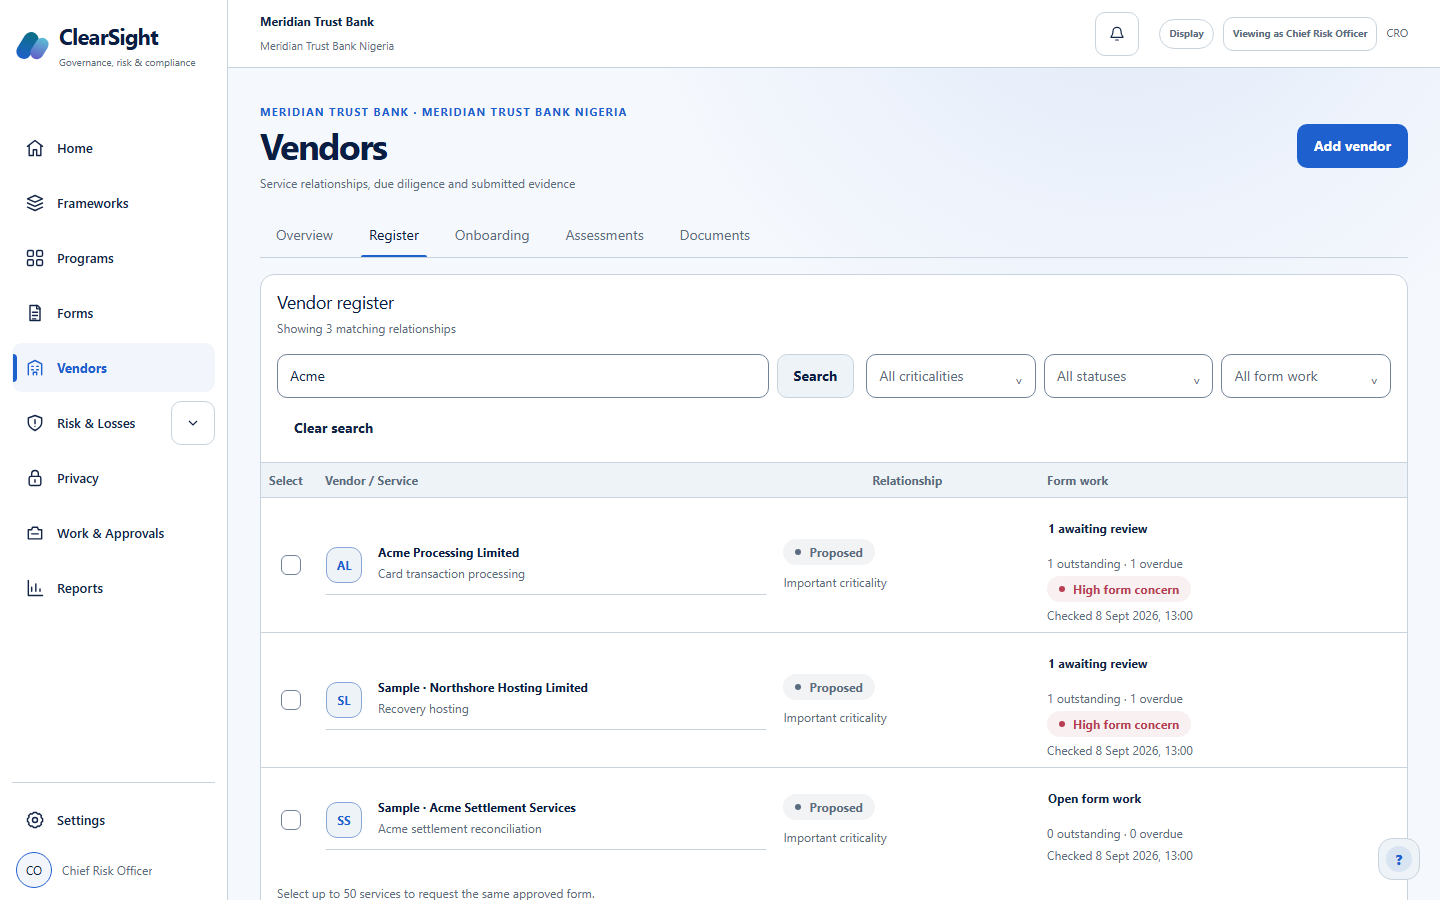 ClearSight
Governance, risk & compliance
Home
Frameworks
Programs
Forms
Vendors
Risk & Losses
Privacy
Work & Approvals
Reports
Settings
CO Chief Risk Officer
Meridian Trust Bank
Meridian Trust Bank Nigeria
Display
Viewing as Chief Risk Officer
CRO
MERIDIAN TRUST BANK · MERIDIAN TRUST BANK NIGERIA
Vendors
Service relationships, due diligence and submitted evidence
Add vendor
Overview Register Onboarding Assessments Documents
Vendor register
Showing 3 matching relationships
Acme Search All criticalities All statuses All form work
Clear search
Select Vendor / Service Relationship Form work
AL
Acme Processing Limited
Card transaction processing
Proposed
Important criticality
1 awaiting review
1 outstanding · 1 overdue
High form concern
Checked 8 Sept 2026, 13:00
SL
Sample · Northshore Hosting Limited
Recovery hosting
Proposed
Important criticality
1 awaiting review
1 outstanding · 1 overdue
High form concern
Checked 8 Sept 2026, 13:00
SS
Sample · Acme Settlement Services
Acme settlement reconciliation
Proposed
Important criticality
Open form work
0 outstanding · 0 overdue
Checked 8 Sept 2026, 13:00
Select up to 50 services to request the same approved form.
?